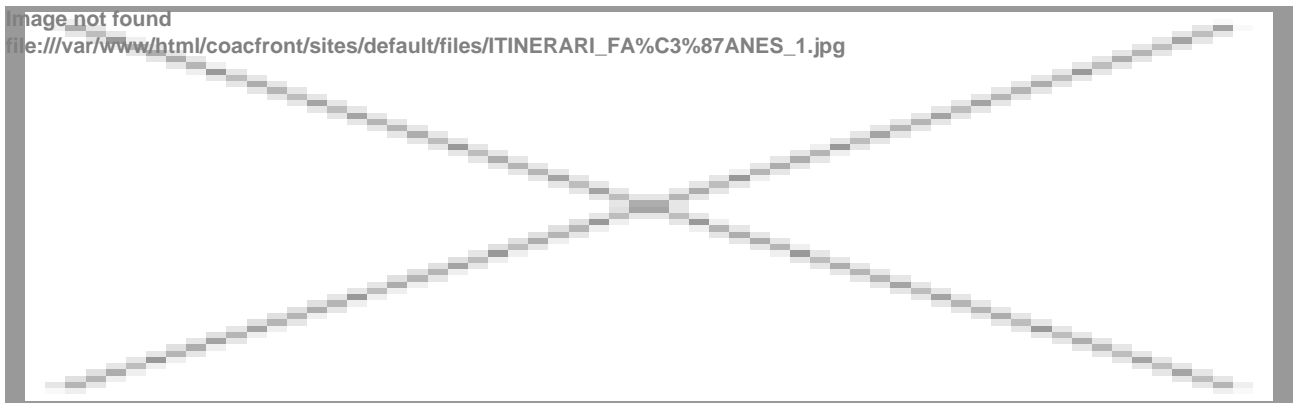 Image not found
file:///var/www/html/coacfront/sites/default/files/ITINERARI_FA%C3%87ANES_1.jpg